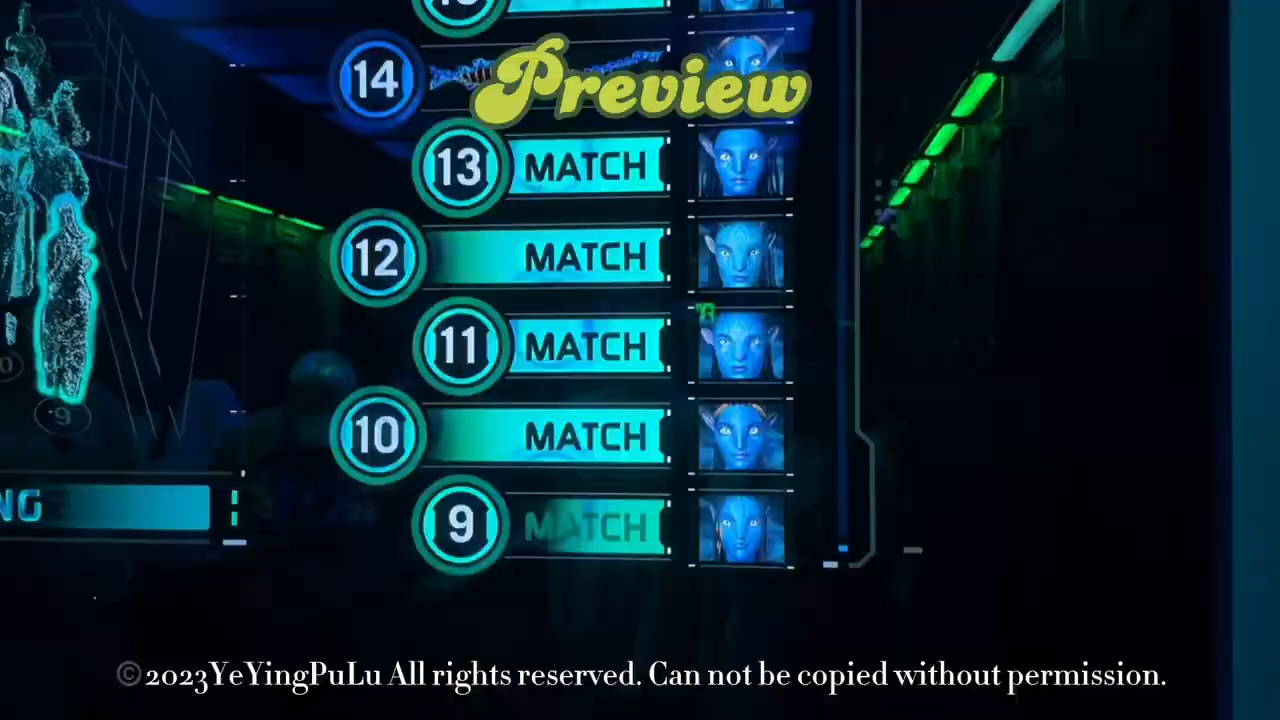 14
Preview
13 MATCH
12 MATCH
11 MATCH
10 MATCH
9 MATCH
9
NG
©2023YeYingPuLu All rights reserved. Can not be copied without permission.